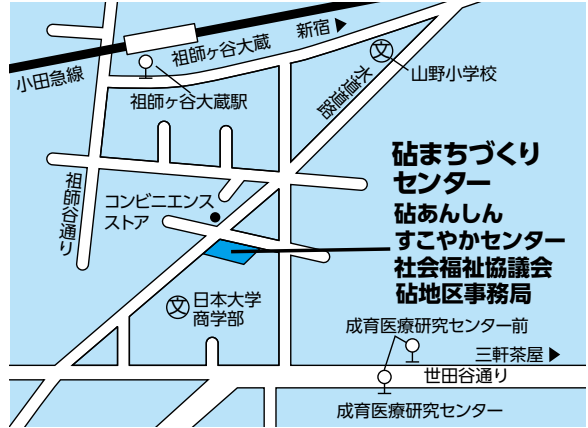 祖師ヶ谷大蔵
新宿▶
小田急線
文
山野小学校
祖師ヶ谷大蔵駅
水道道路
砧まちづくり
センター
祖師谷通り
コンビニエンス
ストア
砧あんしん
すこやかセンター
社会福祉協議会
砧地区事務局
文
日本大学
商学部
成育医療研究センター前
三軒茶屋▶
世田谷通り
成育医療研究センター